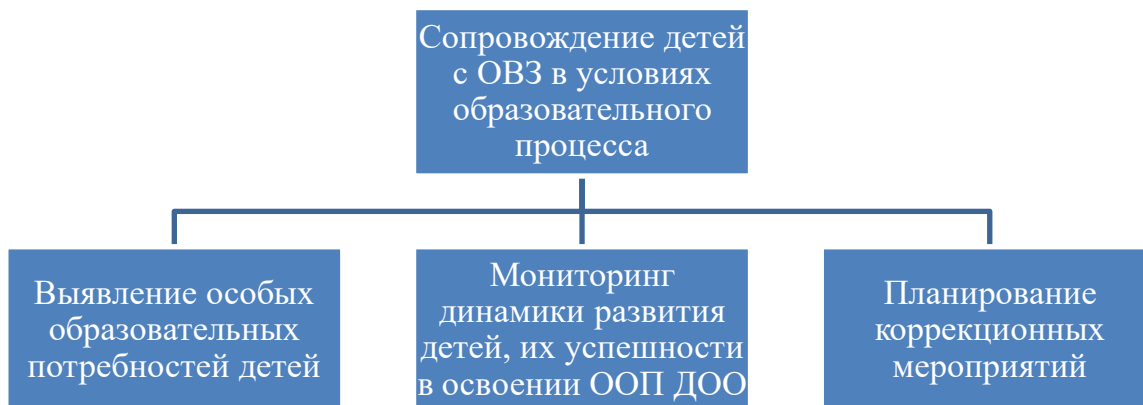 Сопровождение детей
с ОВЗ в условиях
образовательного
процесса
Выявление особых
образовательных
потребностей детей
Мониторинг
динамики развития
детей, их успешности
в освоении ООП ДОО
Планирование
коррекционных
мероприятий